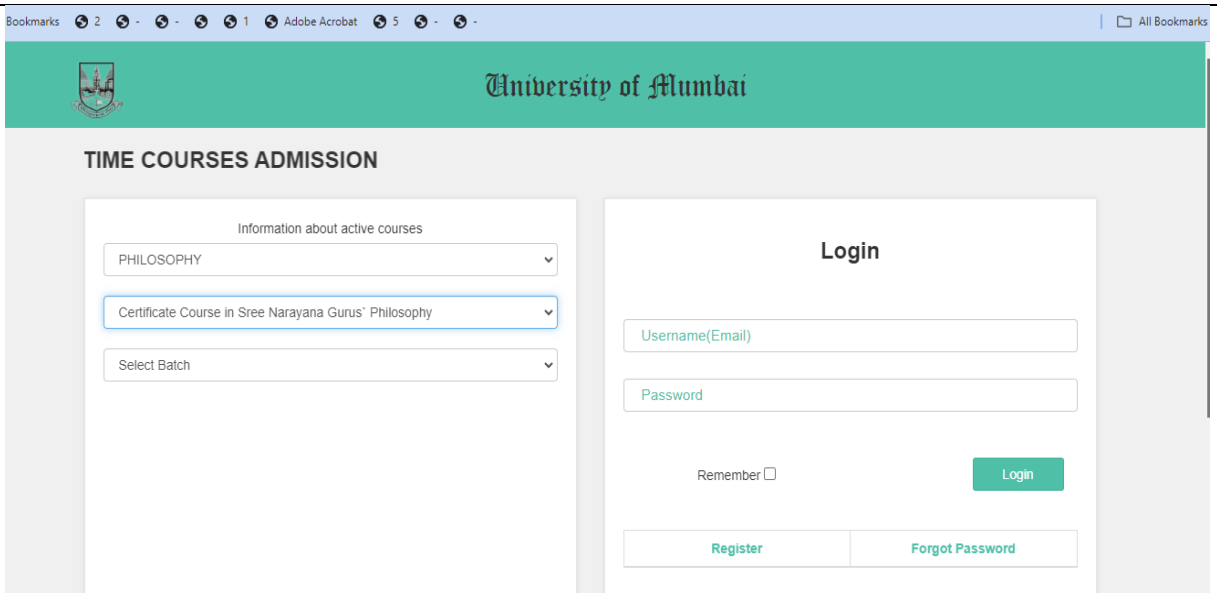 Bookmarks 2 - - 1 Adobe Acrobat 5 - - All Bookmarks
University of Mumbai
TIME COURSES ADMISSION
Information about active courses
PHILOSOPHY
Certificate Course in Sree Narayana Gurus` Philosophy
Select Batch
Login
Username(Email)
Password
Remember
Login
Register Forgot Password